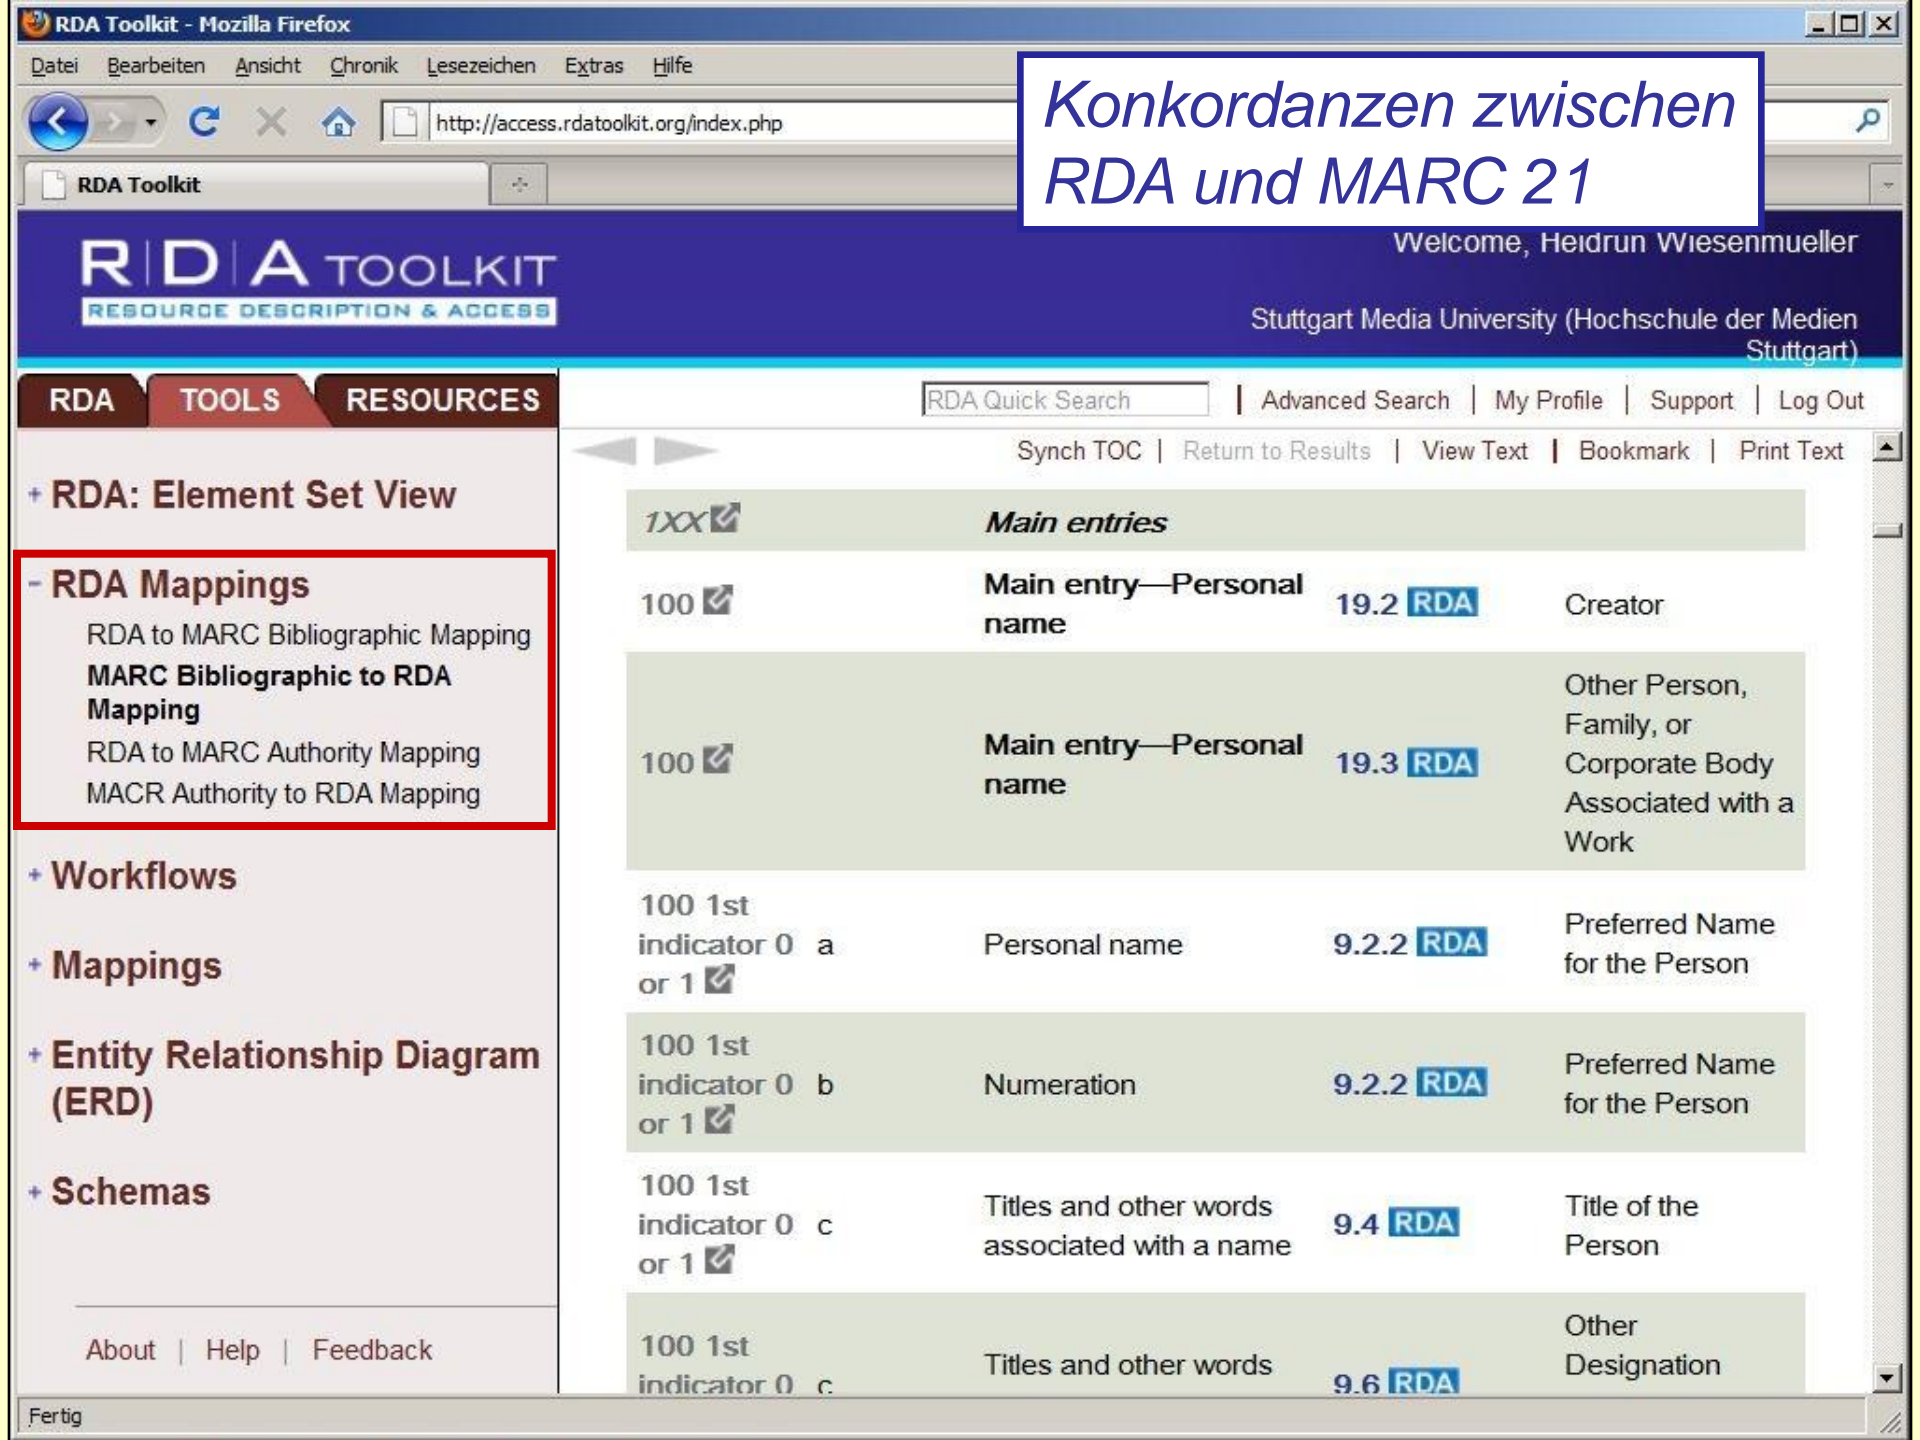 RDA Toolkit - Mozilla Firefox
Datei Bearbeiten Ansicht Chronik Lesezeichen Extras Hilfe
http://access.rdatoolkit.org/index.php
Konkordanzen zwischen
RDA und MARC 21
RDA Toolkit
R|D|A TOOLKIT
RESOURCE DESCRIPTION & ACCESS
Welcome, Heidrun Wiesenmueller
Stuttgart Media University (Hochschule der Medien
Stuttgart)
RDA TOOLS RESOURCES
RDA Quick Search | Advanced Search | My Profile | Support | Log Out
Synch TOC | Return to Results | View Text | Bookmark | Print Text
+ RDA: Element Set View
- RDA Mappings
RDA to MARC Bibliographic Mapping
MARC Bibliographic to RDA
Mapping
RDA to MARC Authority Mapping
MACR Authority to RDA Mapping
+ Workflows
+ Mappings
+ Entity Relationship Diagram
(ERD)
+ Schemas
About | Help | Feedback
1XX Main entries
100 Main entry—Personal
name
19.2 RDA Creator
100 Main entry—Personal
name
19.3 RDA
Other Person,
Family, or
Corporate Body
Associated with a
Work
100 1st
indicator 0
or 1
a Personal name 9.2.2 RDA
Preferred Name
for the Person
100 1st
indicator 0
or 1
b Numeration 9.2.2 RDA
Preferred Name
for the Person
100 1st
indicator 0
or 1
c
Titles and other words
associated with a name
9.4 RDA
Title of the
Person
100 1st
indicator 0
c
Titles and other words
9.6 RDA
Other
Designation
Fertig